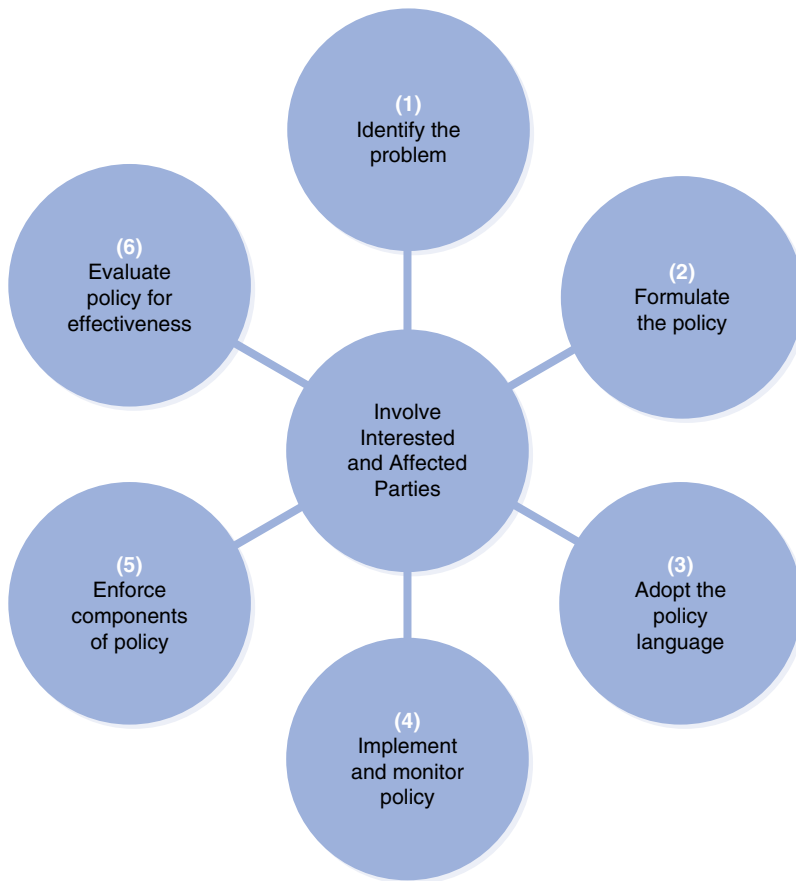 (1)
Identify the
problem
(2)
Formulate
the policy
(3)
Adopt the
policy
language
(4)
Implement
and monitor
policy
(5)
Enforce
components
of policy
(6)
Evaluate
policy for
effectiveness
Involve
Interested
and Affected
Parties